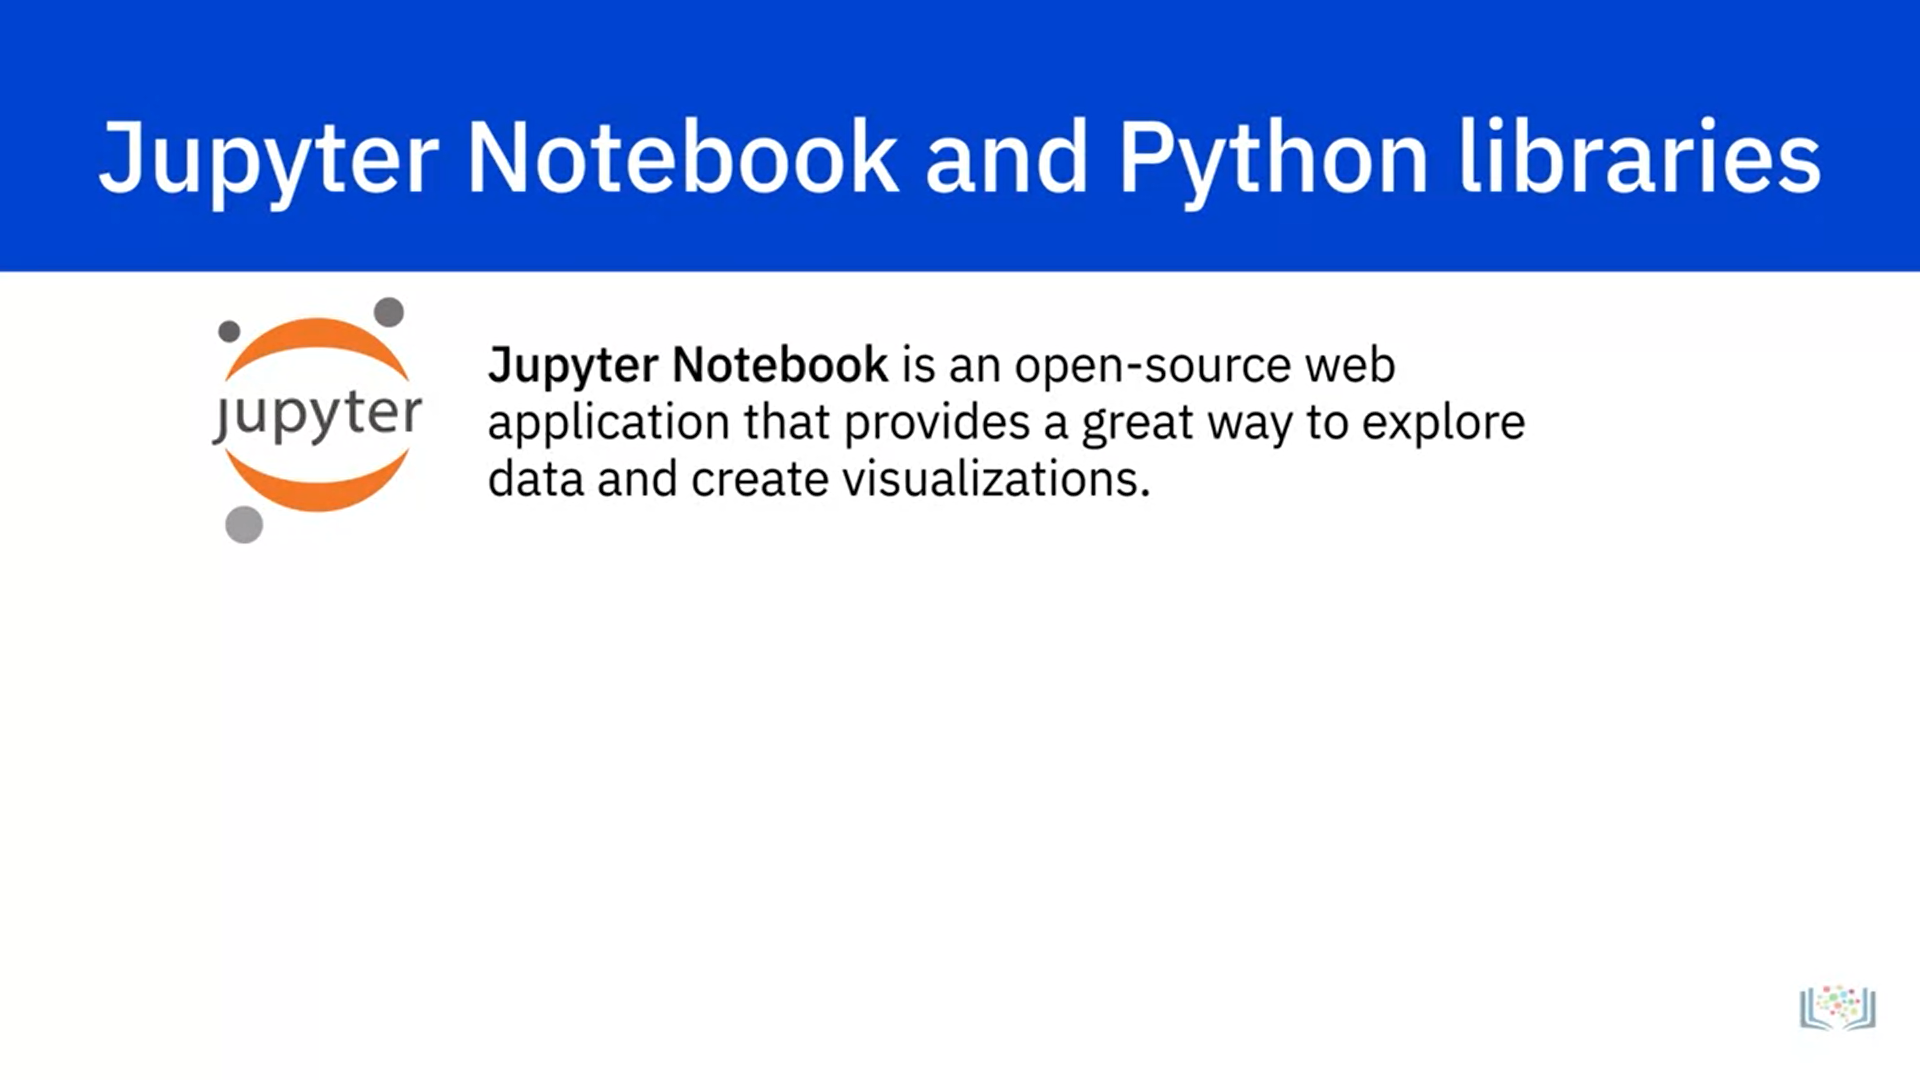 Jupyter Notebook and Python libraries
jupyter
Jupyter Notebook is an open-source web
application that provides a great way to explore
data and create visualizations.